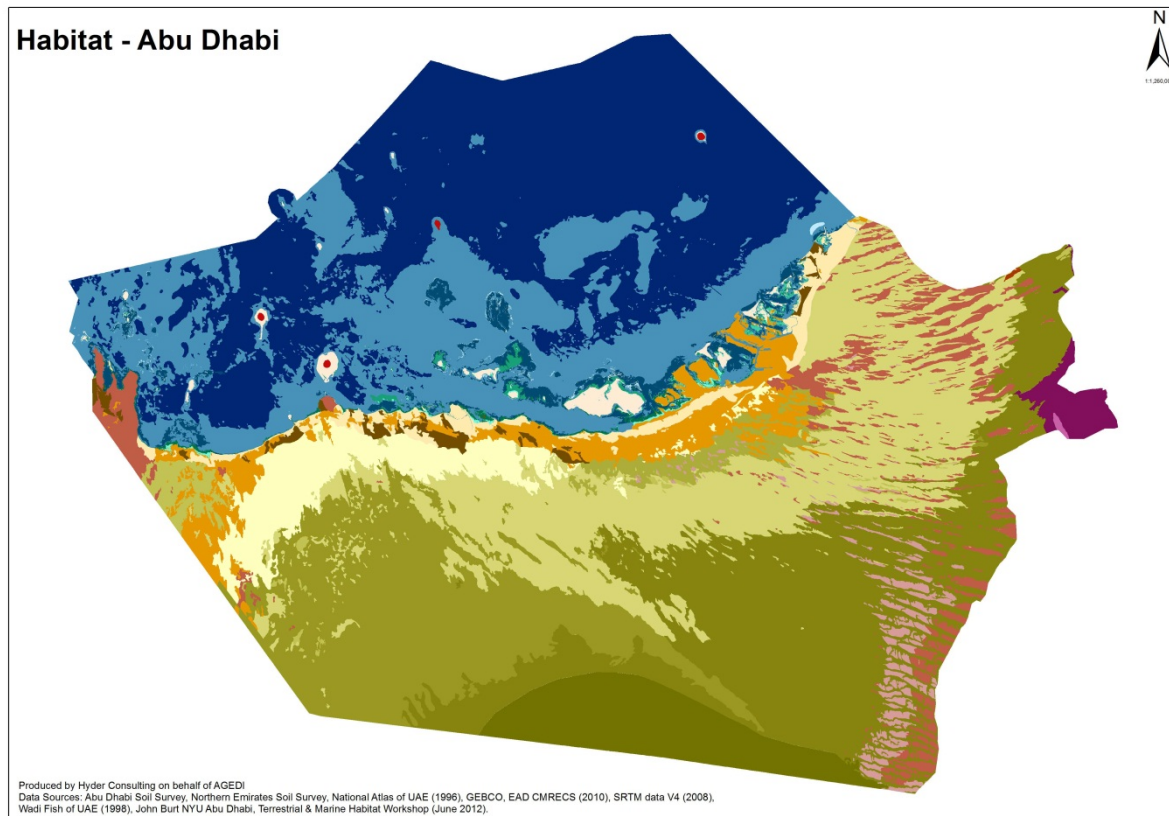 Habitat - Abu Dhabi
N
Produced by Hyder Consulting on behalf of AGEDI
Data Sources: Abu Dhabi Soil Survey, Northern Emirates Soil Survey, National Atlas of UAE (1996), GEBCO, EAD CMRECS (2010), SRTM data V4 (2008),
Wadi Fish of UAE (1998), John Burt NYU Abu Dhabi, Terrestrial & Marine Habitat Workshop (June 2012).